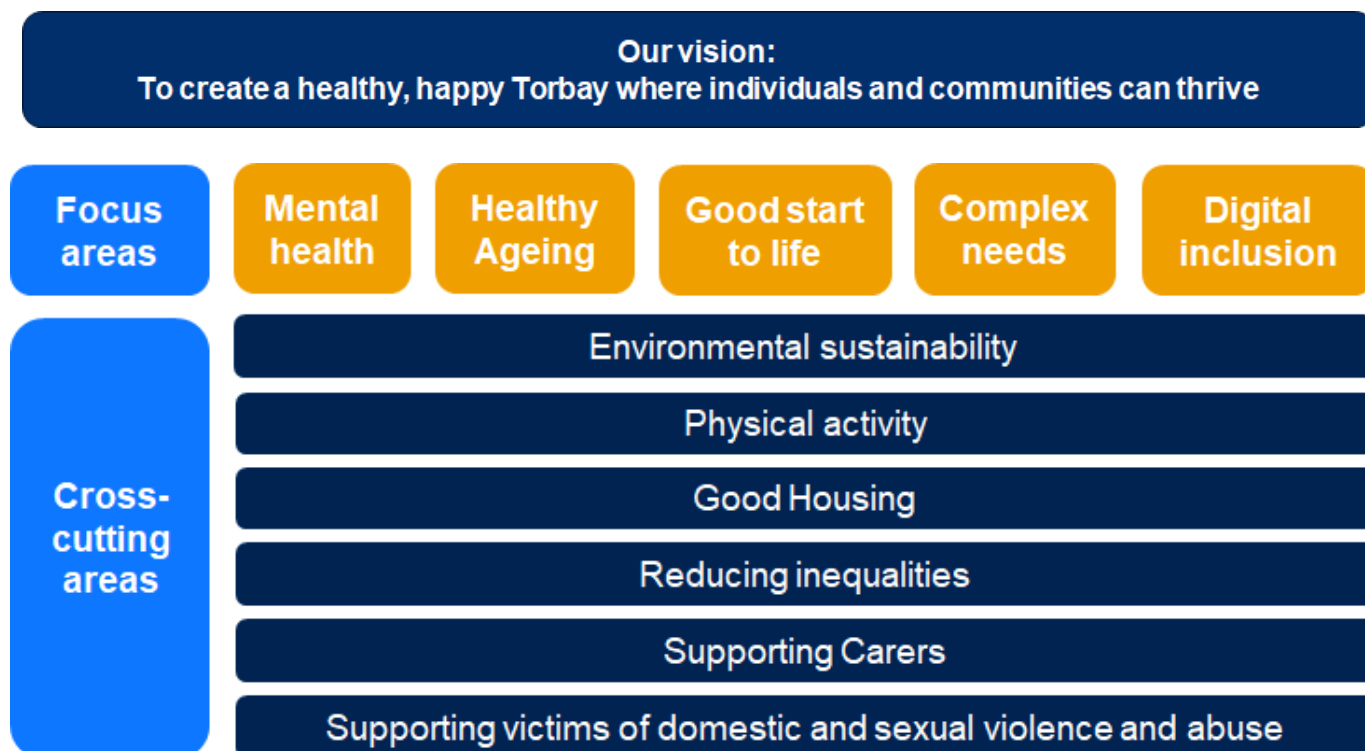 Our vision:
To create a healthy, happy Torbay where individuals and communities can thrive
Focus
areas
Mental
health
Healthy
Ageing
Good start
to life
Complex
needs
Digital
inclusion
Cross-
cutting
areas
Environmental sustainability
Physical activity
Good Housing
Reducing inequalities
Supporting Carers
Supporting victims of domestic and sexual violence and abuse